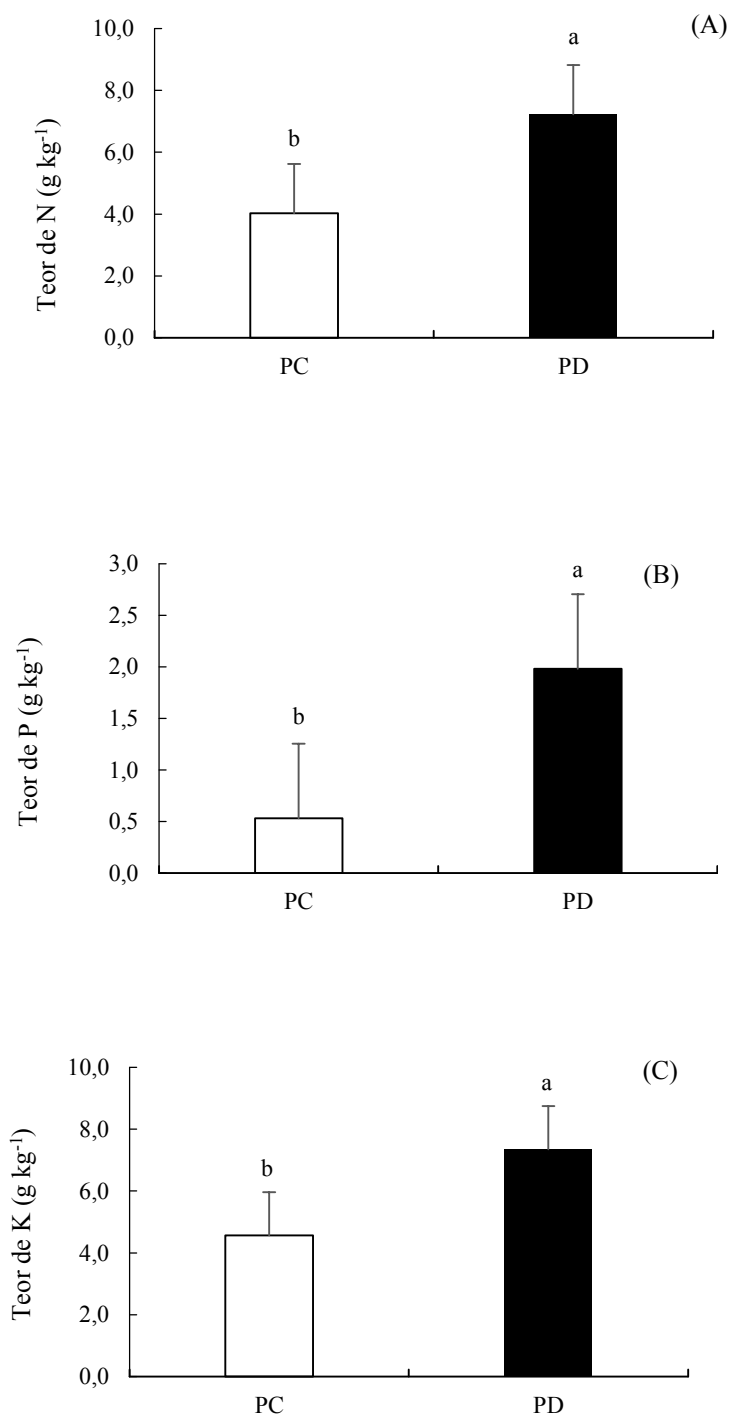 (A)
Teor de N (g kg-1)
10,0
8,0
6,0
4,0
2,0
0,0
b
a
PC PD
(B)
Teor de P (g kg-1)
3,0
2,5
2,0
1,5
1,0
0,5
0,0
b
a
PC PD
(C)
Teor de K (g kg-1)
10,0
8,0
6,0
4,0
2,0
0,0
b
a
PC PD